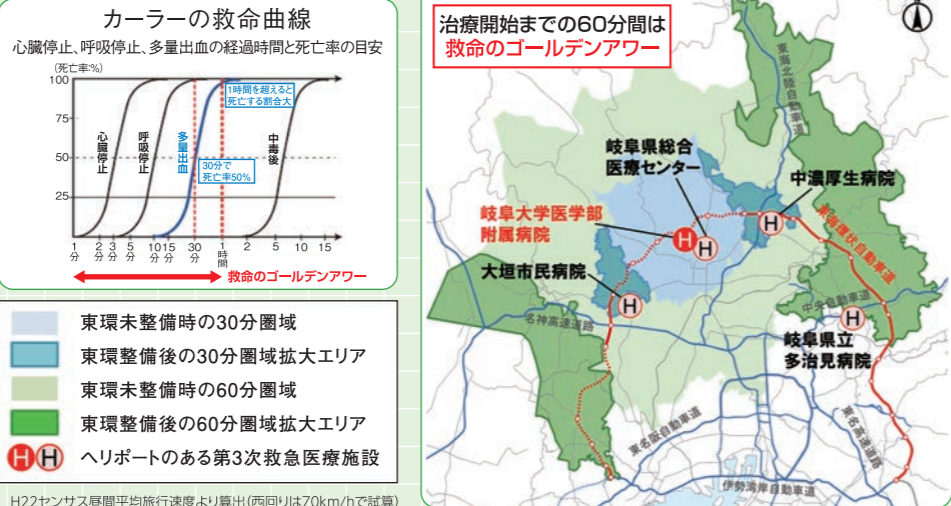 カーラーの救命曲線
心臓停止、呼吸停止、多量出血の経過時間と死亡率の目安
(死亡率:%)
100
75
50
25
心臓停止
呼吸停止
多量出血
中毒後
1時間を超えると
死亡する割合大
30分で
死亡率50%
1分
2分
3分
5分
10分
15分
30分
1時間
2
5
10
15
救命のゴールデンアワー
東環未整備時の30分圏域
東環整備後の30分圏域拡大エリア
東環未整備時の60分圏域
東環整備後の60分圏域拡大エリア
H H ヘリポートのある第3次救急医療施設
H22センサス昼間平均旅行速度より算出(西回りは70km/hで試算)
治療開始までの60分間は
救命のゴールデンアワー
東海北陸自動車道
岐阜県総合
医療センター
中濃厚生病院
岐阜大学医学部
附属病院
大垣市民病院
H
H
H
H
H
東海環状自動車道
中央自動車道
名神高速道路
岐阜県立
多治見病院
東名阪自動車道
東名高速道路
伊勢湾岸自動車道